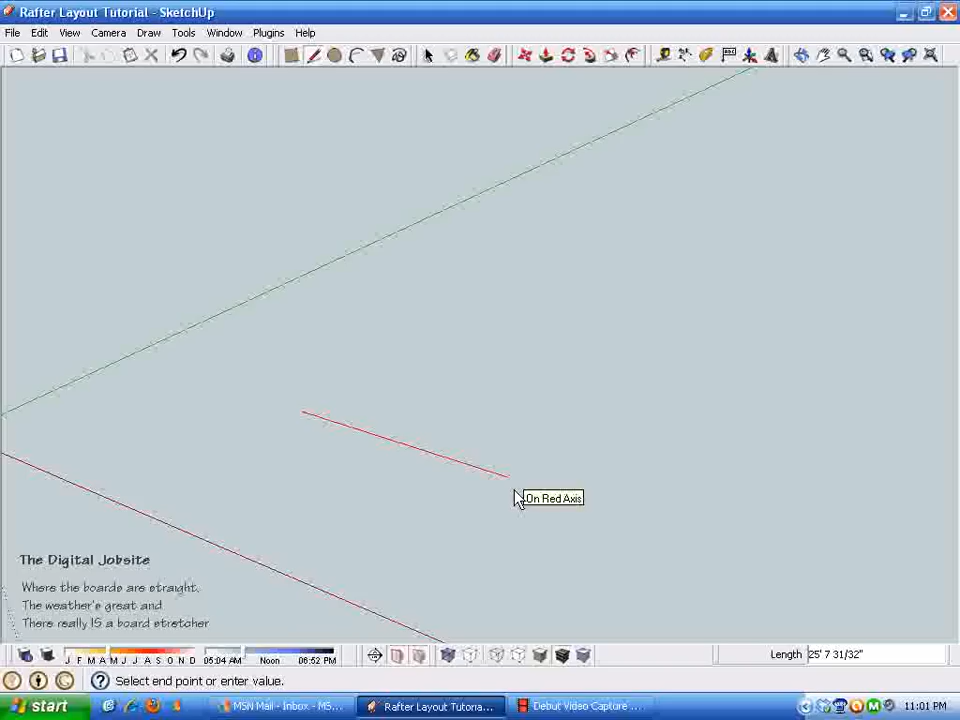 Rafter Layout Tutorial - SketchUp
File Edit View Camera Draw Tools Window Plugins Help
On Red Axis
The Digital Jobsite
Where the boards are straight,
The weather's great and
There really IS a board stretcher
J F M A M J J A S O N D 05:04 AM Noon 06:52 PM
Length 25' 7 31/32"
Select end point or enter value.
start MSN Mail - Inbox - MS... Rafter Layout Tutoria... Debut Video Capture ... 11:01 PM